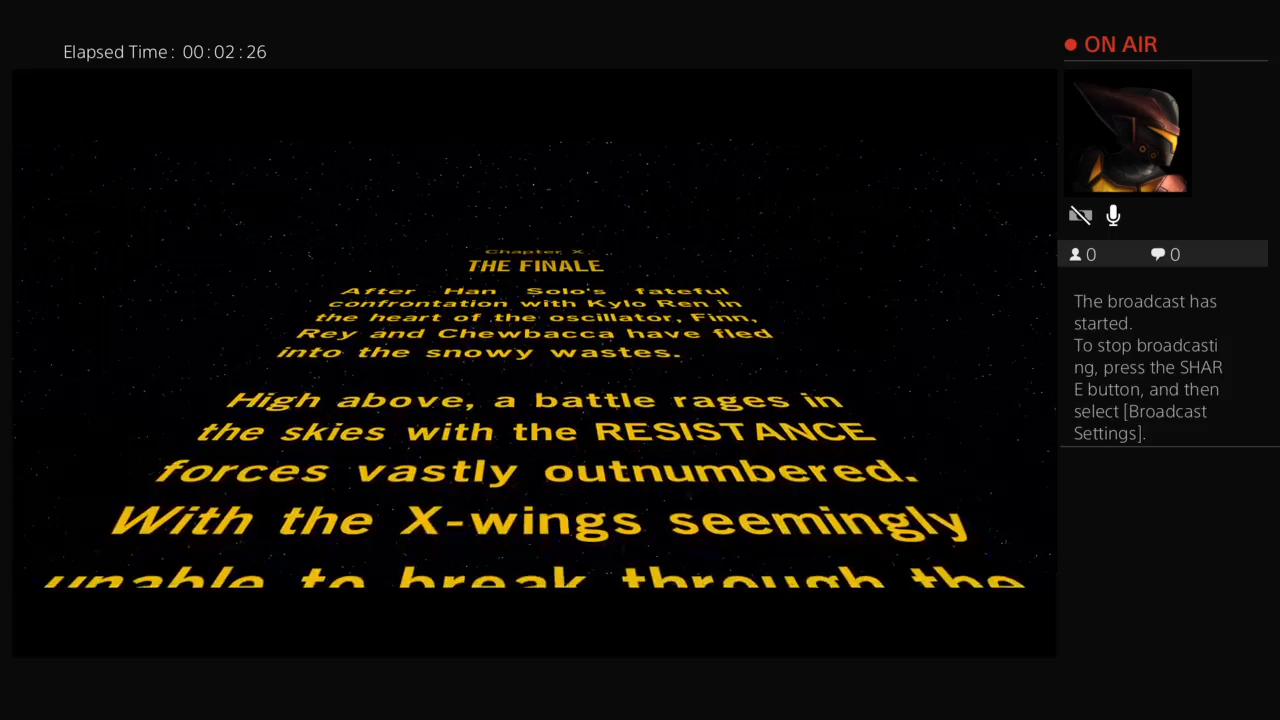 Elapsed Time: 00:02:26
ON AIR
Chapter X
THE FINALE
After Han Solo's fateful
confrontation with Kylo Ren in
the heart of the oscillator, Finn,
Rey and Chewbacca have fled
into the snowy wastes.
High above, a battle rages in
the skies with the RESISTANCE
forces vastly outnumbered.
With the X-wings seemingly
unable to break through the
0 0
The broadcast has
started.
To stop broadcasti
ng, press the SHAR
E button, and then
select [Broadcast
Settings].